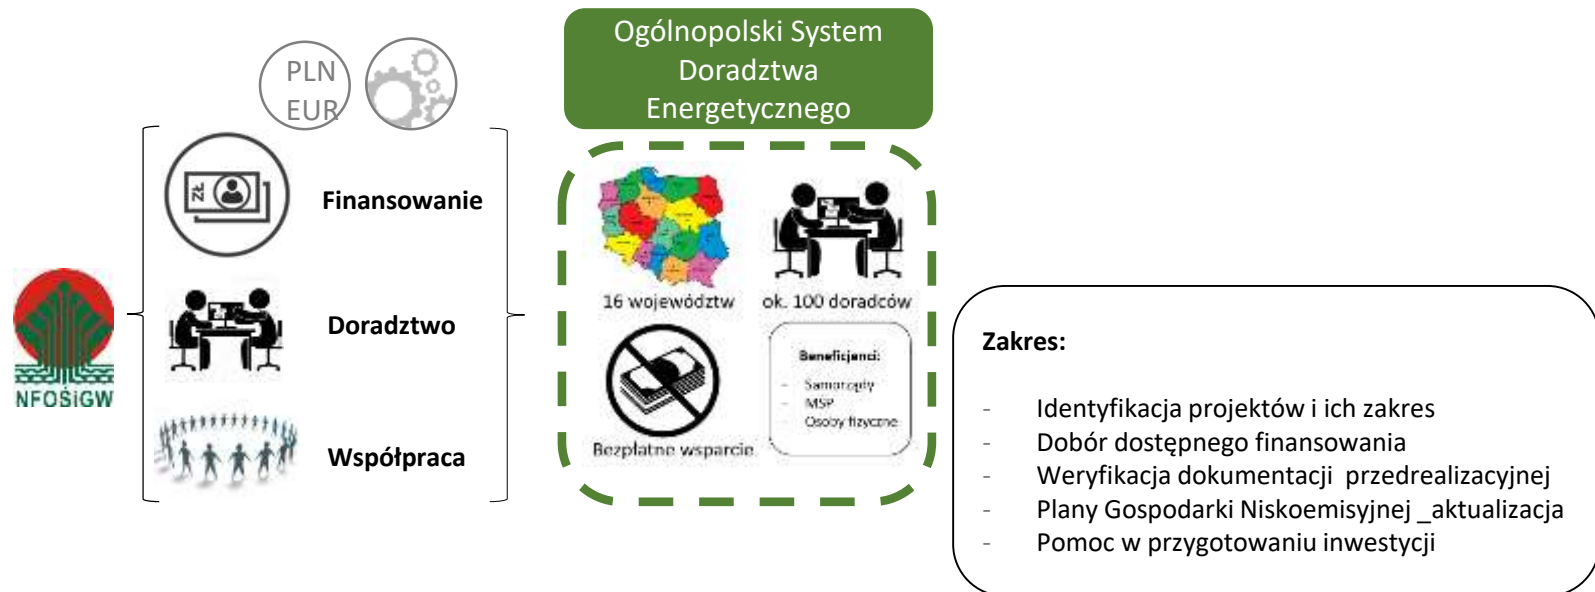 PLN
EUR
NFOŚiGW
Finansowanie
Doradztwo
Współpraca
Ogólnopolski System
Doradztwa
Energetycznego
16 województw
ok. 100 doradców
Bezpłatne wsparcie
Beneficjenci:
- Samorządy
- MSP
- Osoby fizyczne
Zakres:
- Identyfikacja projektów i ich zakres
- Dobór dostępnego finansowania
- Weryfikacja dokumentacji przedrealizacyjnej
- Plany Gospodarki Niskoemisyjnej _aktualizacja
- Pomoc w przygotowaniu inwestycji